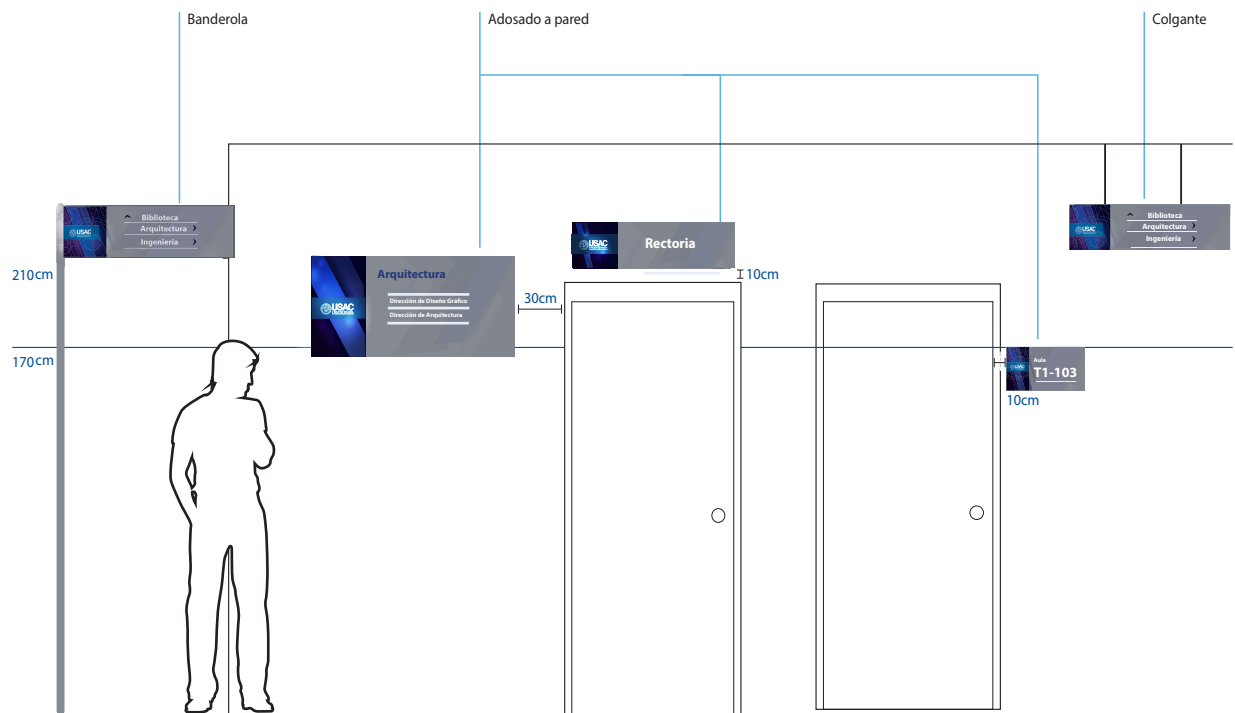 Banderola
Adosado a pared
Colgante
Biblioteca
Arquitectura
Ingeniería
USAC
210cm
170cm
Arquitectura
Dirección de Diseño Gráfico
Dirección de Arquitectura
USAC
30cm
USAC
Rectoria
10cm
Aula
T1-103
USAC
10cm
Biblioteca
Arquitectura
Ingeniería
USAC